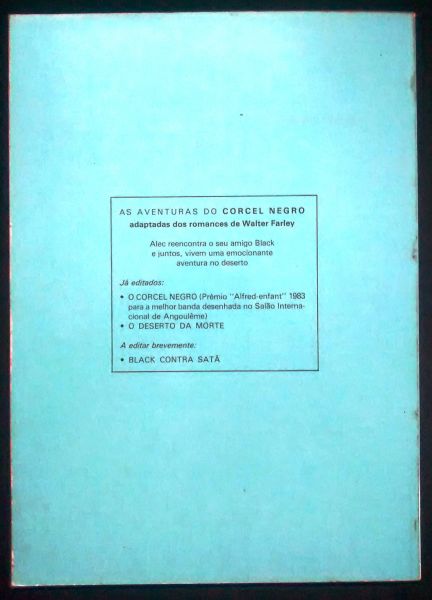 AS AVENTURAS DO CORCEL NEGRO
adaptadas dos romances de Walter Farley
Alec reencontra o seu amigo Black
e juntos, vivem uma emocionante
aventura no deserto
Já editados:
• O CORCEL NEGRO (Prémio "Alfred-enfant" 1983
para a melhor banda desenhada no Salão Interna-
cional de Angoulême)
• O DESERTO DA MORTE
A editar brevemente:
• BLACK CONTRA SATÃ